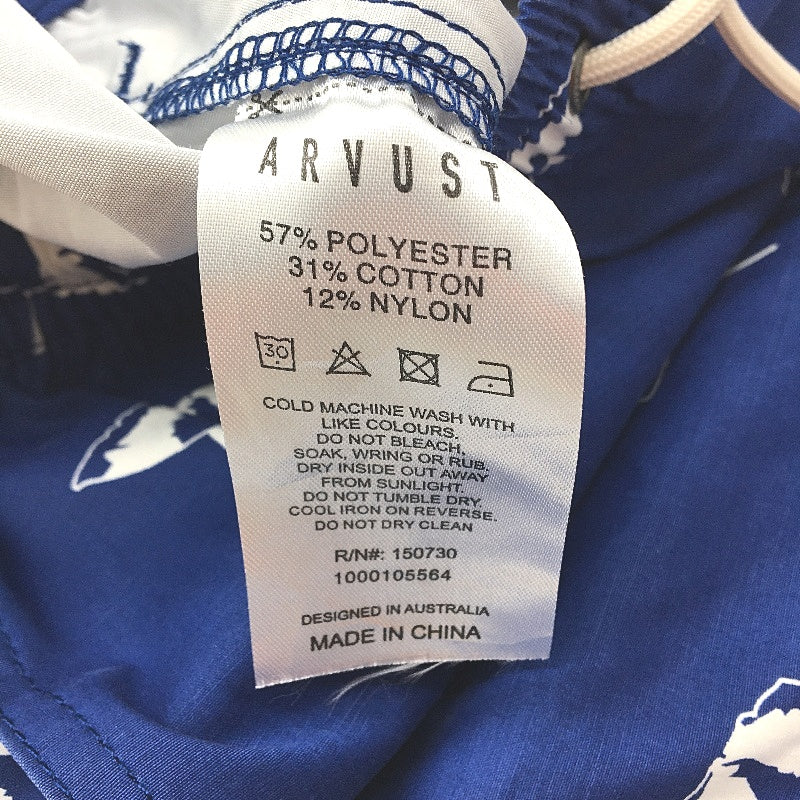 ARVUST
57% POLYESTER
31% COTTON
12% NYLON
30
COLD MACHINE WASH WITH
LIKE COLOURS.
DO NOT BLEACH,
SOAK, WRING OR RUB,
DRY INSIDE OUT AWAY
FROM SUNLIGHT.
DO NOT TUMBLE DRY,
COOL IRON ON REVERSE.
DO NOT DRY CLEAN
R/N#: 150730
1000105564
DESIGNED IN AUSTRALIA
MADE IN CHINA